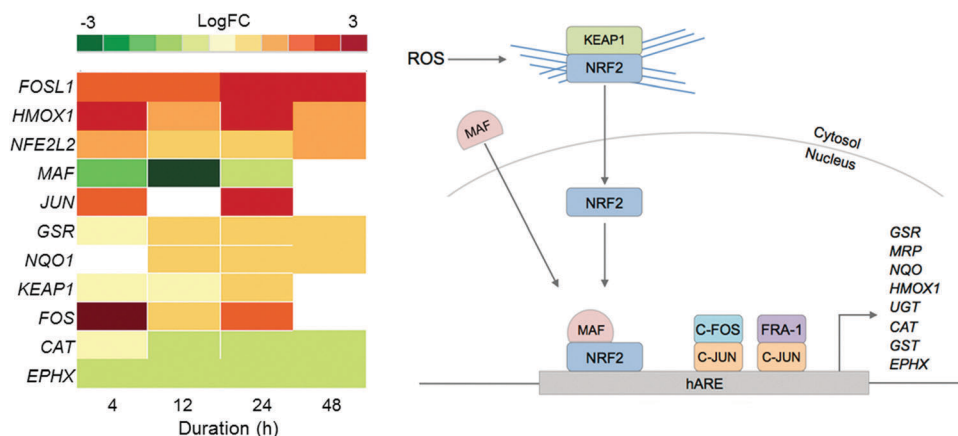 -3 LogFC 3
FOSL1
HMOX1
NFE2L2
MAF
JUN
GSR
NQO1
KEAP1
FOS
CAT
EPHX
4 12 24 48
Duration (h)
ROS
KEAP1
NRF2
MAF
Cytosol
Nucleus
NRF2
MAF
NRF2
C-FOS
C-JUN
FRA-1
C-JUN
hARE
GSR
MRP
NQO
HMOX1
UGT
CAT
GST
EPHX